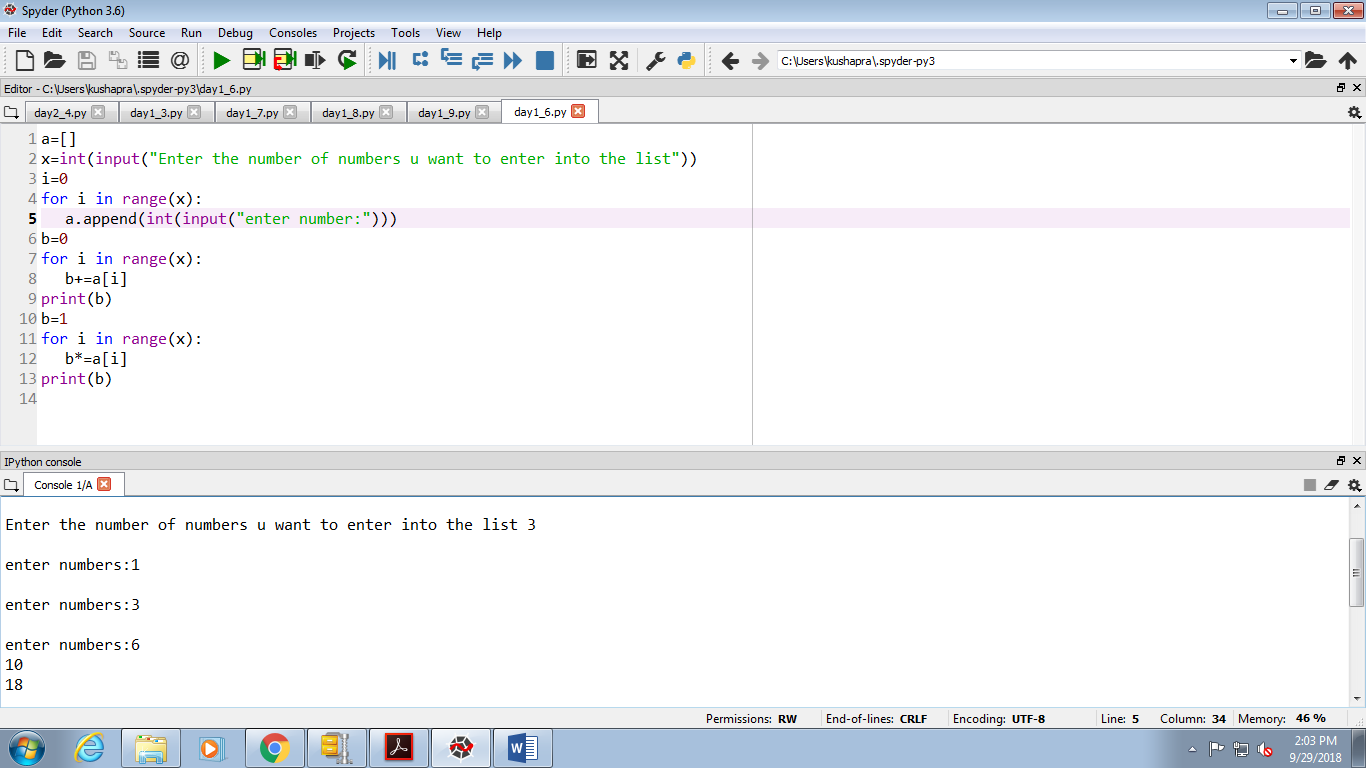 Spyder (Python 3.6)
File Edit Search Source Run Debug Consoles Projects Tools View Help
C:\Users\kushapra\.spyder-py3
Editor - C:\Users\kushapra\.spyder-py3\day1_6.py
day2_4.py day1_3.py day1_7.py day1_8.py day1_9.py day1_6.py
1 a=[]
2 x=int(input("Enter the number of numbers u want to enter into the list"))
3 i=0
4 for i in range(x):
5 a.append(int(input("enter number:")))
6 b=0
7 for i in range(x):
8 b+=a[i]
9 print(b)
10 b=1
11 for i in range(x):
12 b*=a[i]
13 print(b)
14
IPython console
Console 1/A
Enter the number of numbers u want to enter into the list 3
enter numbers:1
enter numbers:3
enter numbers:6
10
18
Permissions: RW End-of-lines: CRLF Encoding: UTF-8 Line: 5 Column: 34 Memory: 46 %
2:03 PM
9/29/2018